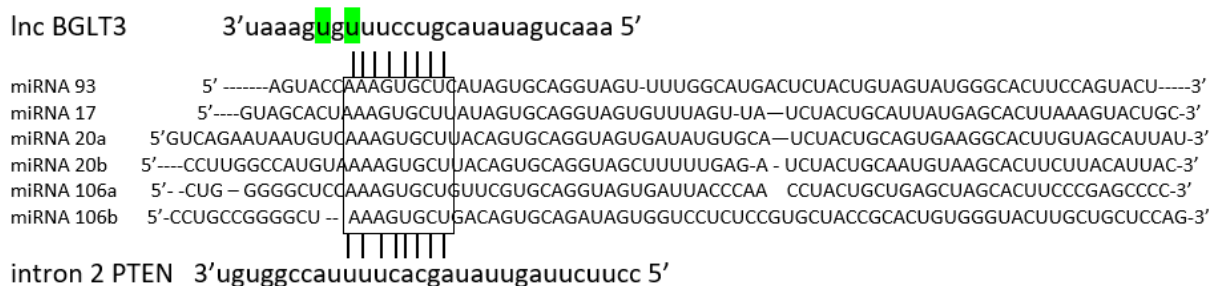 lnc BGLT3 3’uaaaguguuuccugcauauagucaaa 5’
miRNA 93 5’ -------AGUACCAAAGUGCUCAUAGUGCAGGUAGU-UUUGGCAUGACUCUACUGUAGUAUGGGCACUUCCAGUACU-----3’
miRNA 17 5’----GUAGCACUAAAGUGCUUAUAGUGCAGGUAGUGUUUAGU-UA—UCUACUGCAUUAUGAGCACUUAAAGUACUGC-3’
miRNA 20a 5’GUCAGAAUAAUGUCAAAGUGCUUACAGUGCAGGUAGUGAUAUGUGCA—UCUACUGCAGUGAAGGCACUUGUAGCAUUAU-3’
miRNA 20b 5’----CCUUGGCCAUGUAAAAGUGCUUACAGUGCAGGUAGCUUUUUGAG-A - UCUACUGCAAUGUAAGCACUUCUUACAUUAC-3’
miRNA 106a 5’- -CUG – GGGGCUCCAAAGUGCUGUUCGUGCAGGUAGUGAUUACCCAA CCUACUGCUGAGCUAGCACUUCCCGAGCCCC-3’
miRNA 106b 5’-CCUGCCGGGGCU -- AAAGUGCUGACAGUGCAGAUAGUGGUCCUCUCCGUGCUACCGCACUGUGGGUACUUGCUGCUCCAG-3’
intron 2 PTEN 3’uguggccauuuucacgauauugauucuucc 5’